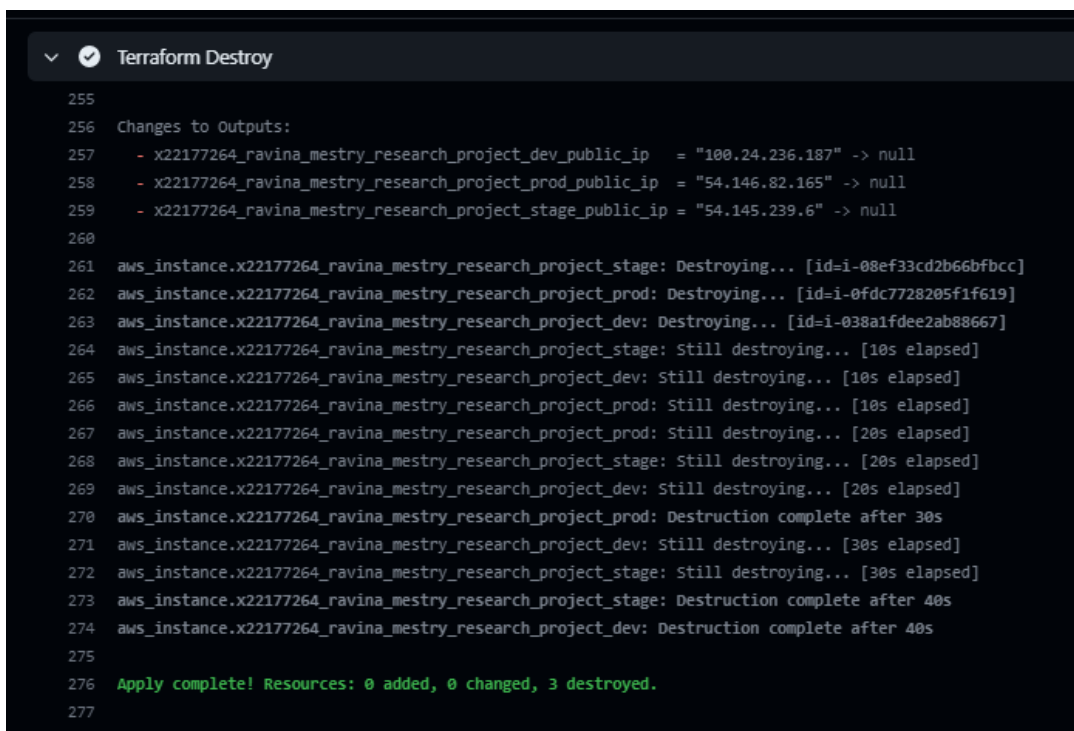 Terraform Destroy
255
256 Changes to Outputs:
257 - x22177264_ravina_mestry_research_project_dev_public_ip = "100.24.236.187" -> null
258 - x22177264_ravina_mestry_research_project_prod_public_ip = "54.146.82.165" -> null
259 - x22177264_ravina_mestry_research_project_stage_public_ip = "54.145.239.6" -> null
260
261 aws_instance.x22177264_ravina_mestry_research_project_stage: Destroying... [id=i-08ef33cd2b66bfbcc]
262 aws_instance.x22177264_ravina_mestry_research_project_prod: Destroying... [id=i-0fdc7728205f1f619]
263 aws_instance.x22177264_ravina_mestry_research_project_dev: Destroying... [id=i-038a1fdee2ab88667]
264 aws_instance.x22177264_ravina_mestry_research_project_stage: Still destroying... [10s elapsed]
265 aws_instance.x22177264_ravina_mestry_research_project_dev: Still destroying... [10s elapsed]
266 aws_instance.x22177264_ravina_mestry_research_project_prod: Still destroying... [10s elapsed]
267 aws_instance.x22177264_ravina_mestry_research_project_prod: Still destroying... [20s elapsed]
268 aws_instance.x22177264_ravina_mestry_research_project_stage: Still destroying... [20s elapsed]
269 aws_instance.x22177264_ravina_mestry_research_project_dev: Still destroying... [20s elapsed]
270 aws_instance.x22177264_ravina_mestry_research_project_prod: Destruction complete after 30s
271 aws_instance.x22177264_ravina_mestry_research_project_dev: Still destroying... [30s elapsed]
272 aws_instance.x22177264_ravina_mestry_research_project_stage: Still destroying... [30s elapsed]
273 aws_instance.x22177264_ravina_mestry_research_project_stage: Destruction complete after 40s
274 aws_instance.x22177264_ravina_mestry_research_project_dev: Destruction complete after 40s
275
276 Apply complete! Resources: 0 added, 0 changed, 3 destroyed.
277